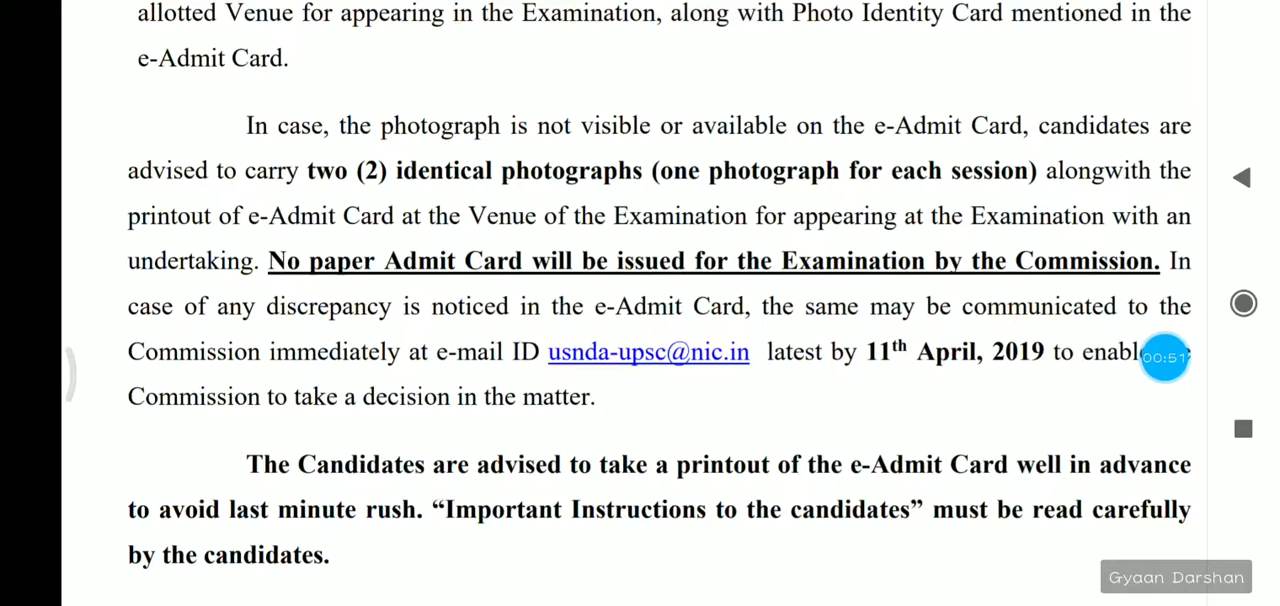 allotted Venue for appearing in the Examination, along with Photo Identity Card mentioned in the
e-Admit Card.
In case, the photograph is not visible or available on the e-Admit Card, candidates are
advised to carry two (2) identical photographs (one photograph for each session) alongwith the
printout of e-Admit Card at the Venue of the Examination for appearing at the Examination with an
undertaking. No paper Admit Card will be issued for the Examination by the Commission. In
case of any discrepancy is noticed in the e-Admit Card, the same may be communicated to the
Commission immediately at e-mail ID usnda-upsc@nic.in latest by 11th April, 2019 to enable
00:51
Commission to take a decision in the matter.
The Candidates are advised to take a printout of the e-Admit Card well in advance
to avoid last minute rush. “Important Instructions to the candidates” must be read carefully
by the candidates.
Gyaan Darshan